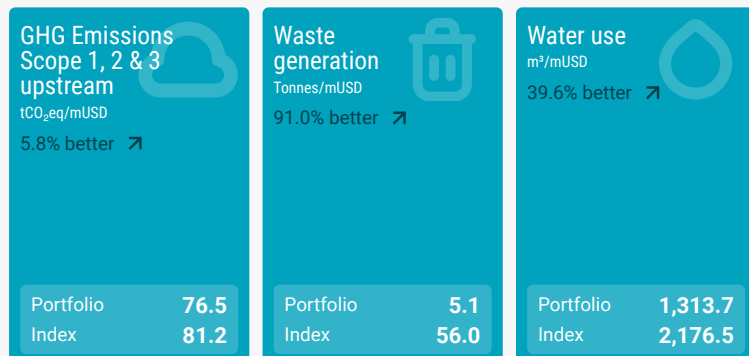 GHG Emissions
Scope 1, 2 & 3
upstream
tCO₂eq/mUSD
5.8% better
Portfolio 76.5
Index 81.2
Waste
generation
Tonnes/mUSD
91.0% better
Portfolio 5.1
Index 56.0
Water use
m³/mUSD
39.6% better
Portfolio 1,313.7
Index 2,176.5